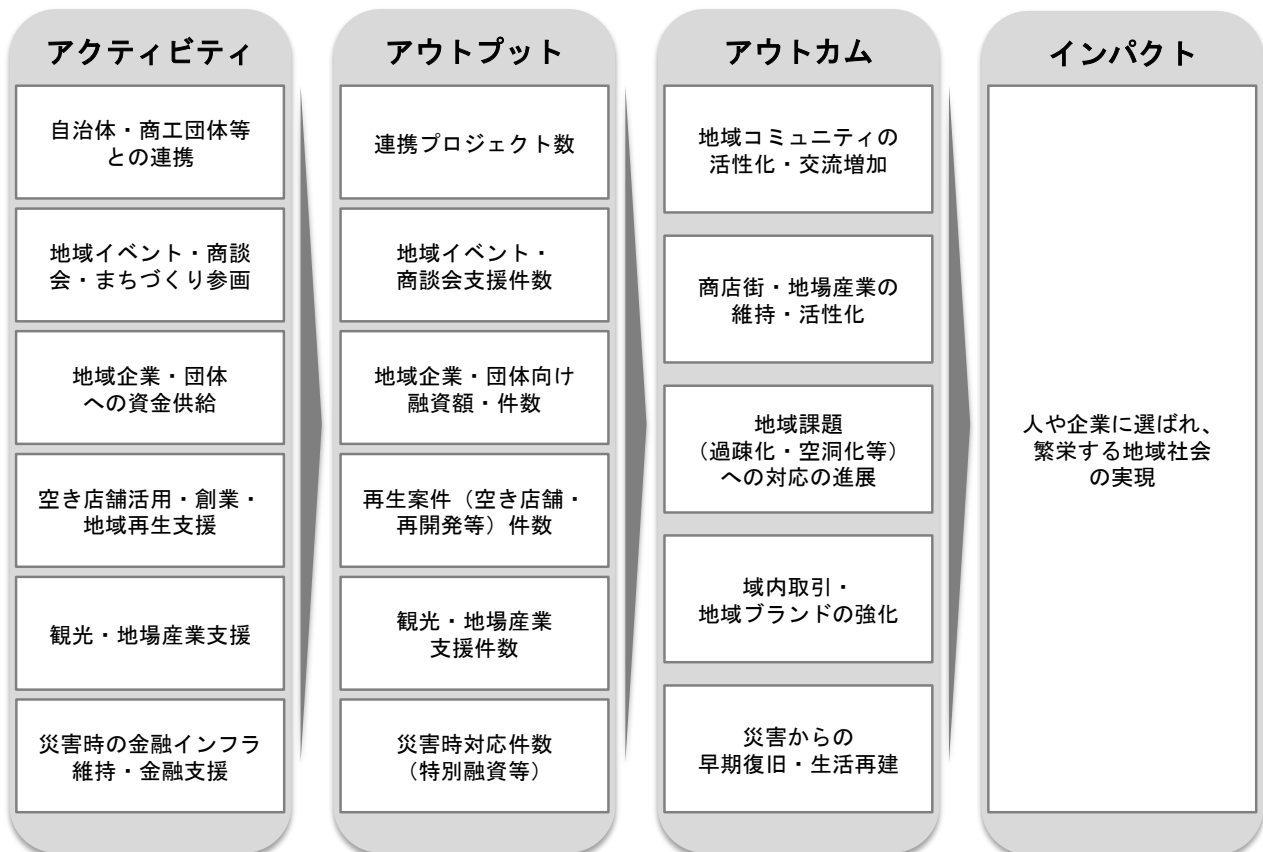 アクティビティ
自治体・商工団体等
との連携
地域イベント・商談
会・まちづくり参画
地域企業・団体
への資金供給
空き店舗活用・創業・
地域再生支援
観光・地場産業支援
災害時の金融インフラ
維持・金融支援
アウトプット
連携プロジェクト数
地域イベント・
商談会支援件数
地域企業・団体向け
融資額・件数
再生案件（空き店舗・
再開発等）件数
観光・地場産業
支援件数
災害時対応件数
（特別融資等）
アウトカム
地域コミュニティの
活性化・交流増加
商店街・地場産業の
維持・活性化
地域課題
（過疎化・空洞化等）
への対応の進展
域内取引・
地域ブランドの強化
災害からの
早期復旧・生活再建
インパクト
人や企業に選ばれ、
繁栄する地域社会
の実現